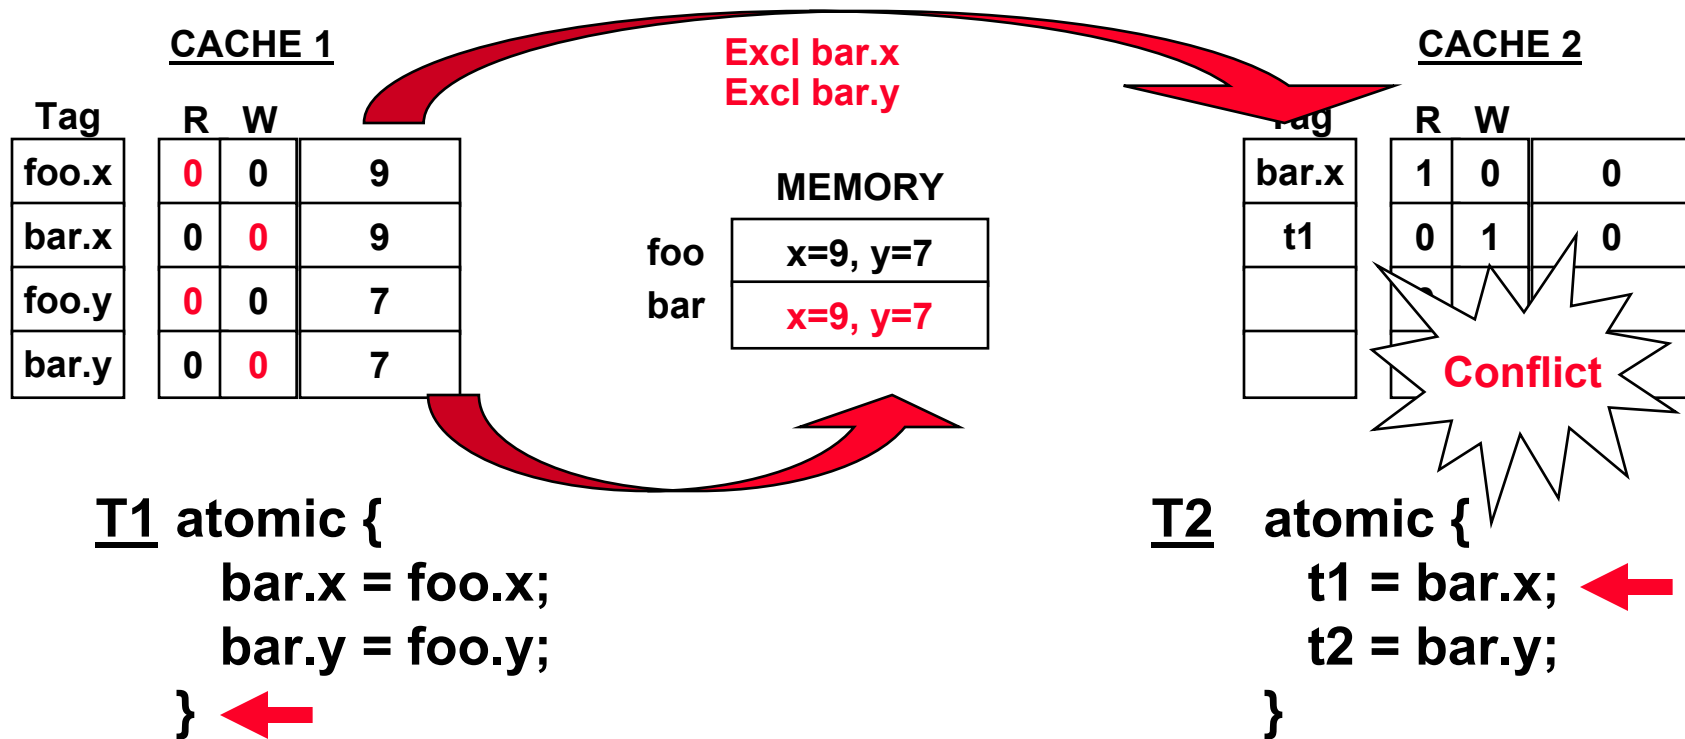 CACHE 1
Excl bar.x
Excl bar.y
CACHE 2
Tag R W
foo.x 0 0 9
bar.x 0 0 9
foo.y 0 0 7
bar.y 0 0 7
MEMORY
foo x=9, y=7
bar x=9, y=7
Tag R W
bar.x 1 0 0
t1 0 1 0
Conflict
T1 atomic {
bar.x = foo.x;
bar.y = foo.y;
}
T2 atomic {
t1 = bar.x;
t2 = bar.y;
}